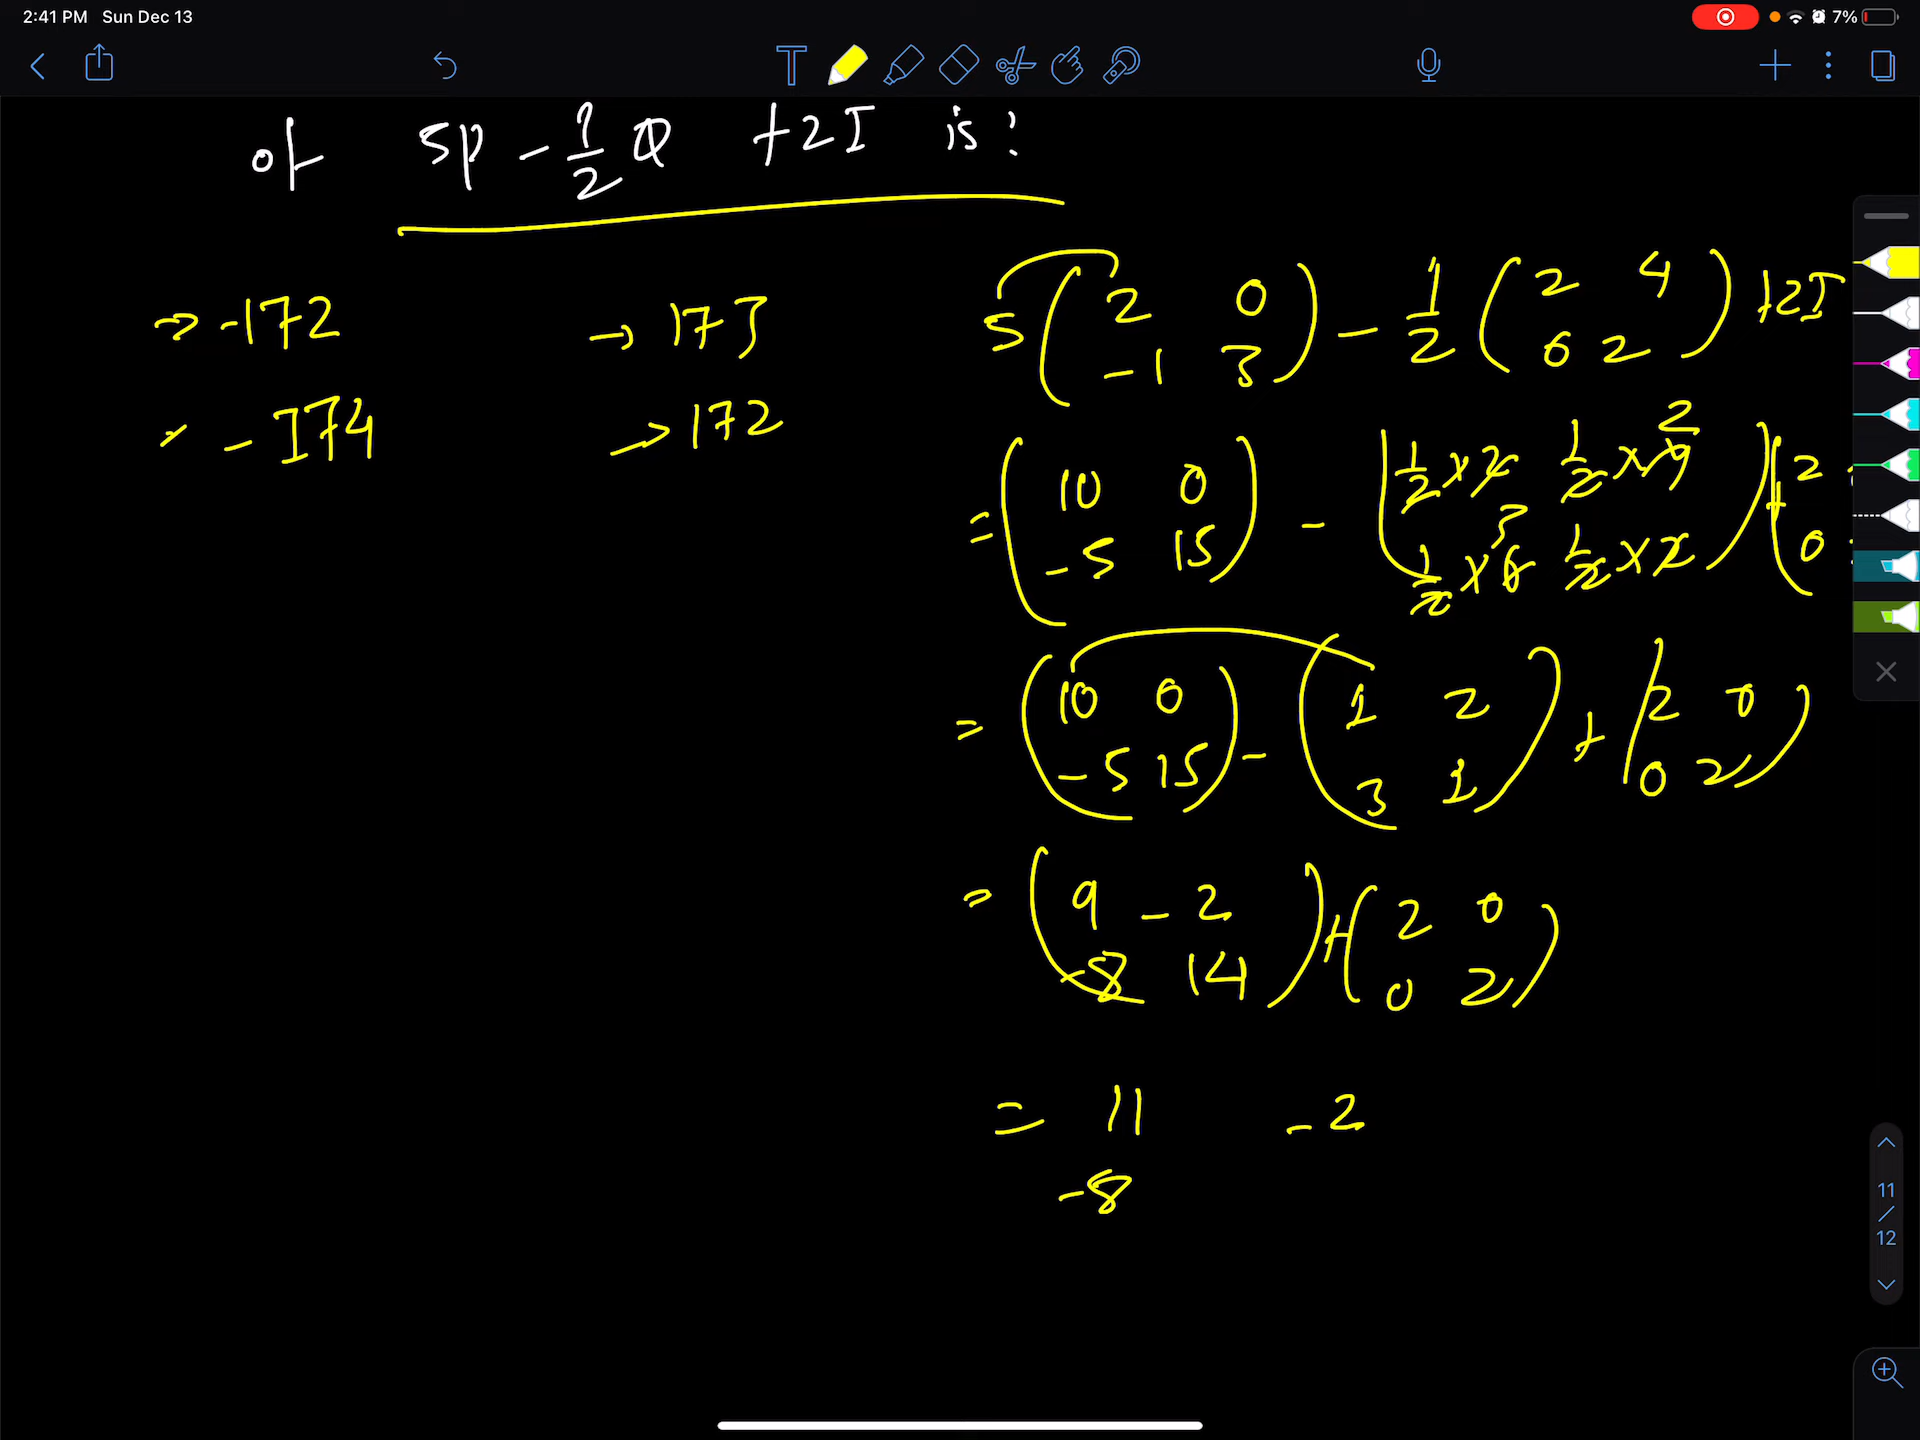 2:41 PM Sun Dec 13 7%
of 5p - 1/2 Q + 2I is?
→ -172 → 173
→ -174 → 172
5 ( 2 0 ) - 1/2 ( 2 4 ) + 2I
-1 3 6 2
= ( 10 0 ) - ( 1/2 × 2 1/2 × 4 2 ) + ( 2
-5 15 1/2 × 6 3 1/2 × 2 0
= ( 10 0 ) - ( 1 2 ) + ( 2 0 )
-5 15 3 1 0 2
= ( 9 -2 ) + ( 2 0 )
-8 14 0 2
= 11 -2
-8
11
/
12